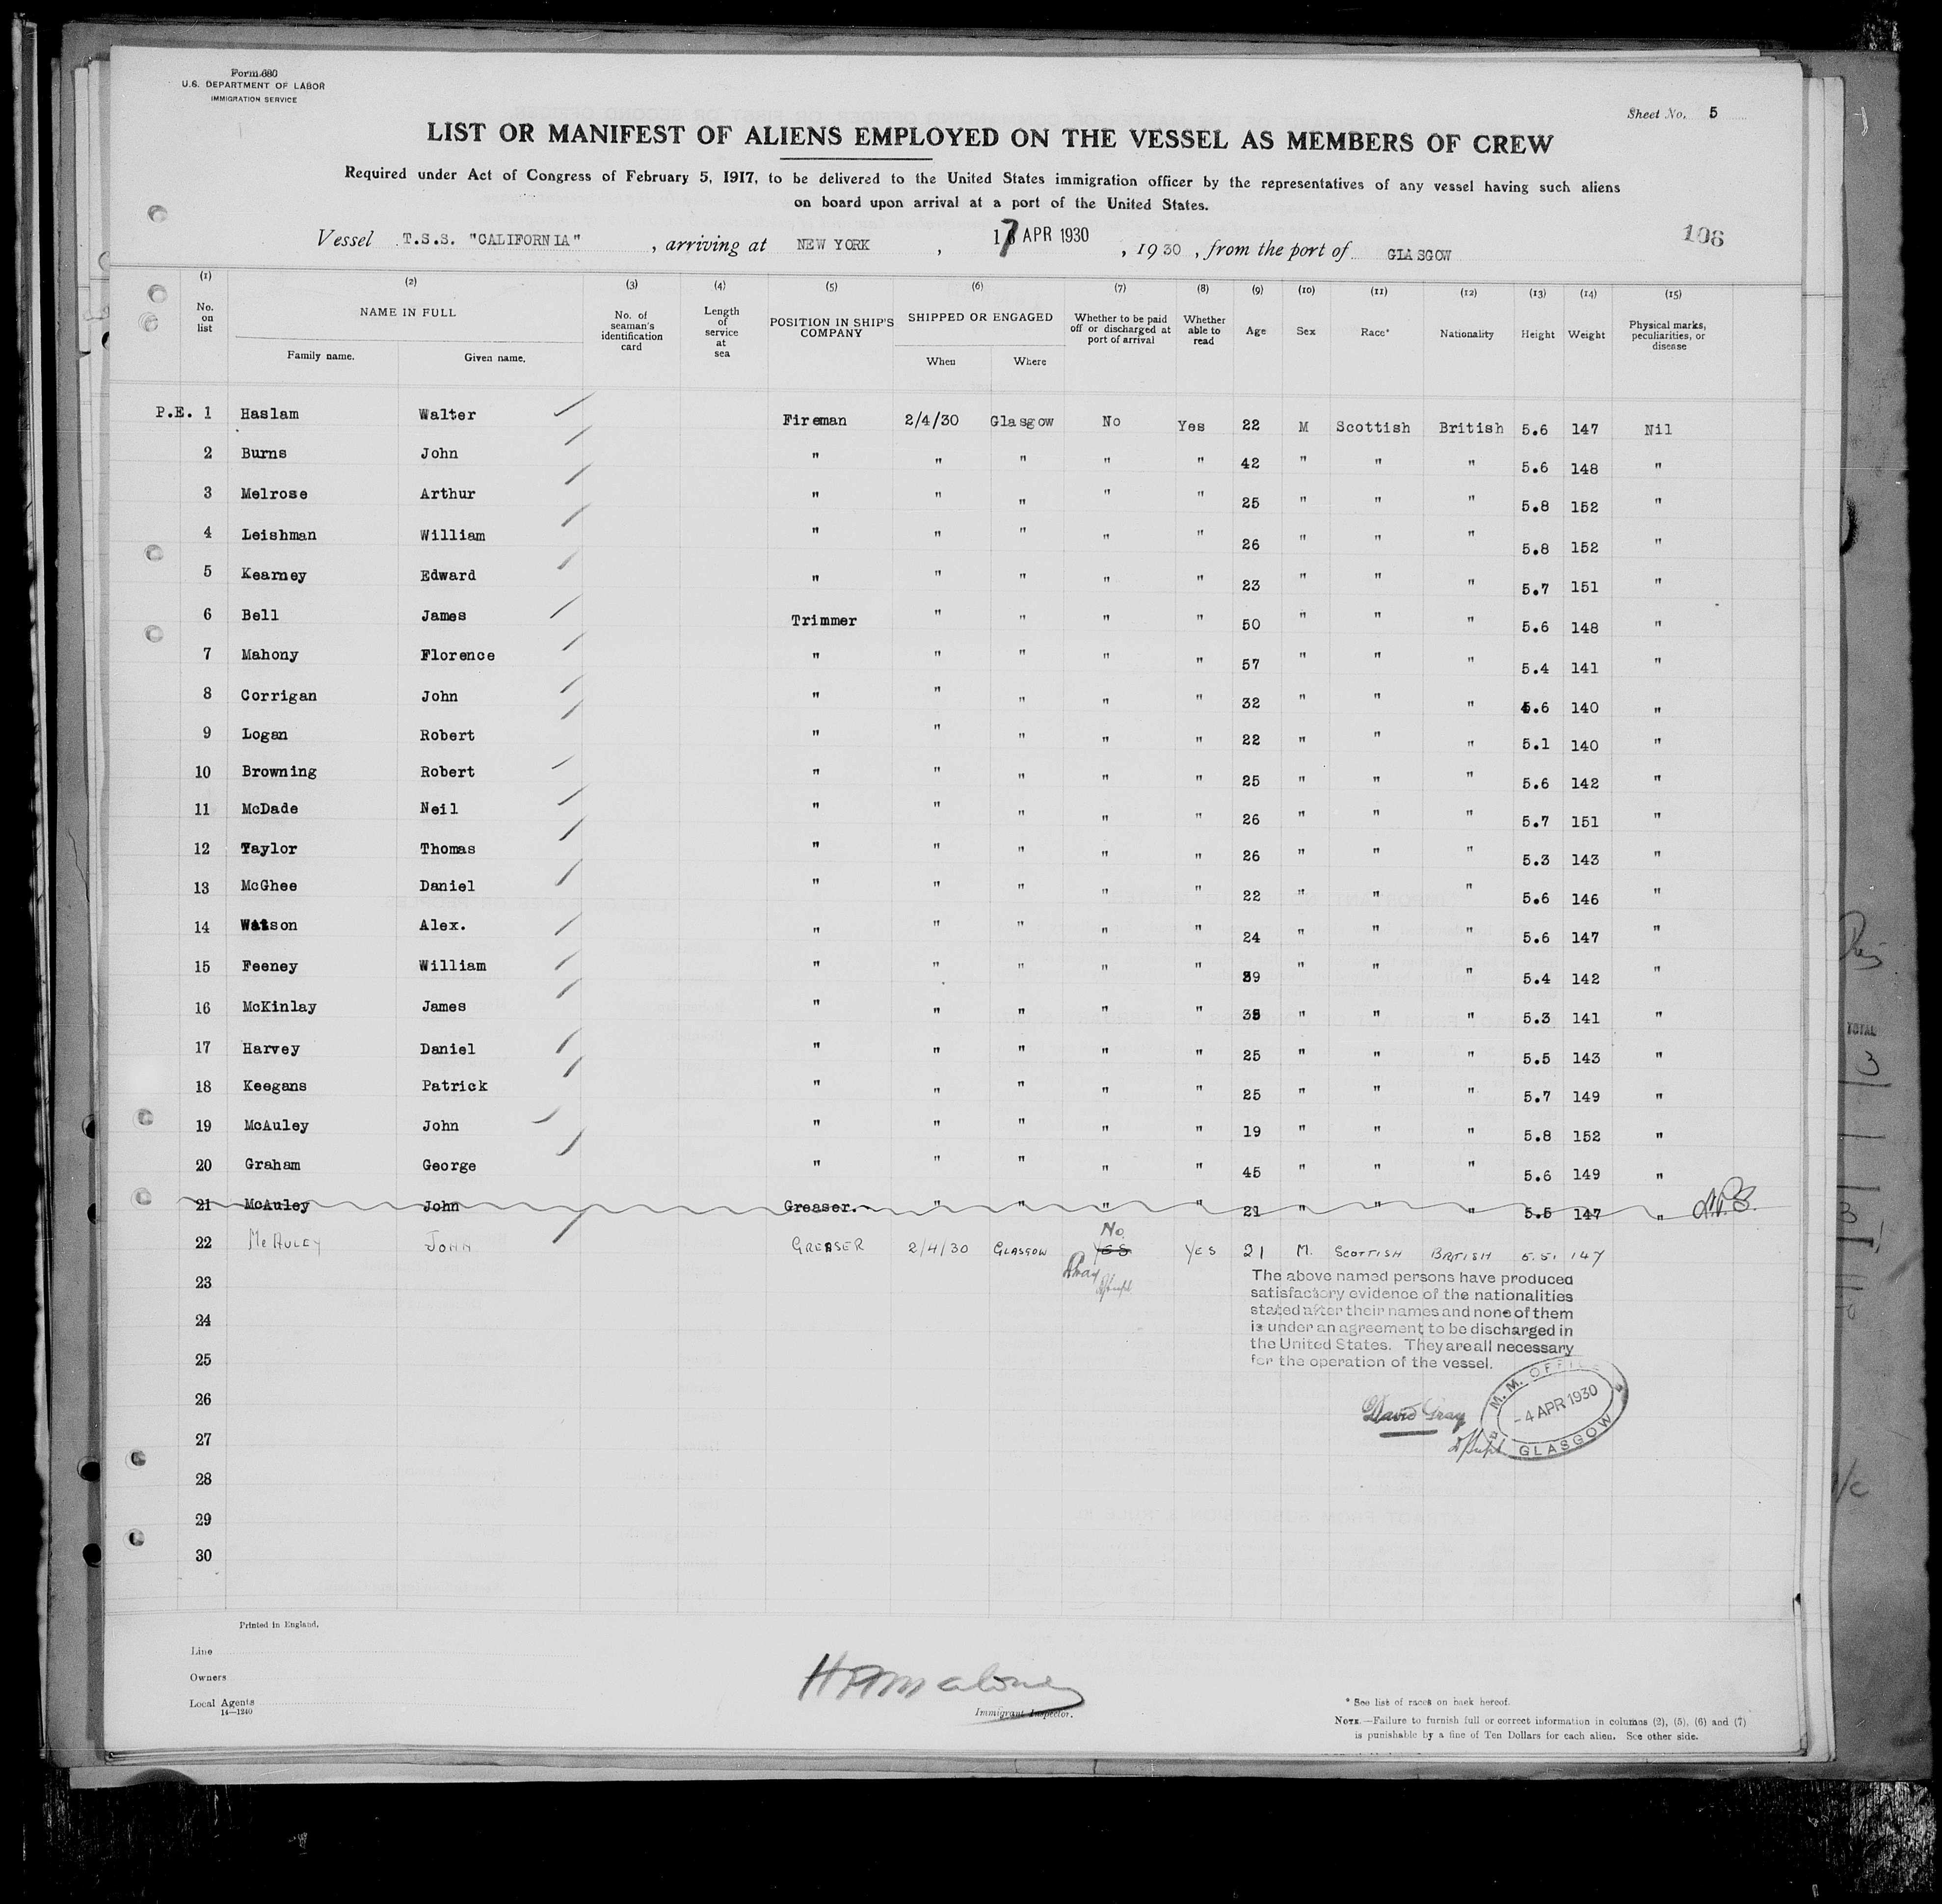 Form 680
U.S. DEPARTMENT OF LABOR
IMMIGRATION SERVICE
Sheet No. 5
LIST OR MANIFEST OF ALIENS EMPLOYED ON THE VESSEL AS MEMBERS OF CREW
Required under Act of Congress of February 5, 1917, to be delivered to the United States immigration officer by the representatives of any vessel having such aliens
on board upon arrival at a port of the United States.
Vessel T.S.S. "CALIFORNIA", arriving at NEW YORK, 17 APR 1930, 1930, from the port of GLASGOW
106
(1) (2) (3) (4) (5) (6) (7) (8) (9) (10) (11) (12) (13) (14) (15)
No. on list
NAME IN FULL
Family name. Given name.
No. of seaman's identification card
Length of service at sea
POSITION IN SHIP'S COMPANY
SHIPPED OR ENGAGED
When Where
Whether to be paid off or discharged at port of arrival
Whether able to read
Age
Sex
Race*
Nationality
Height
Weight
Physical marks, peculiarities, or disease
P.E. 1 Haslam Walter Fireman 2/4/30 Glasgow No Yes 22 M Scottish British 5.6 147 Nil
2 Burns John " " " " " 42 " " " 5.6 148 "
3 Melrose Arthur " " " " " 25 " " " 5.8 152 "
4 Leishman William " " " " " 26 " " " 5.8 152 "
5 Kearney Edward " " " " " 23 " " " 5.7 151 "
6 Bell James Trimmer " " " " 50 " " " 5.6 148 "
7 Mahony Florence " " " " " 57 " " " 5.4 141 "
8 Corrigan John " " " " " 32 " " " 5.6 140 "
9 Logan Robert " " " " " 22 " " " 5.1 140 "
10 Browning Robert " " " " " 25 " " " 5.6 142 "
11 McDade Neil " " " " " 26 " " " 5.7 151 "
12 Taylor Thomas " " " " " 26 " " " 5.3 143 "
13 McGhee Daniel " " " " " 22 " " " 5.6 146 "
14 Watson Alex. " " " " " 24 " " " 5.6 147 "
15 Feeney William " " " " " " " " 5.4 142 "
16 McKinlay James " " " " " " " " 5.3 141 "
17 Harvey Daniel " " " " " 25 " " " 5.5 143 "
18 Keegans Patrick " " " " " 25 " " " 5.7 149 "
19 McAuley John " " " " " 19 " " " 5.8 152 "
20 Graham George " " " " " 45 " " " 5.6 149 "
21 McAuley John Greaser. " " " " 21 " " " 5.5 147 "
No
22 McAULEY JOHN GREASER 2/4/30 GLASGOW YES YES 21 M. SCOTTISH BRITISH 5.5. 147
23
24
25
26
27
28
29
30
The above named persons have produced
satisfactory evidence of the nationalities
stated after their names and none of them
is under an agreement to be discharged in
the United States. They are all necessary
for the operation of the vessel.
David Gray
M. M. OFFICE
- 4 APR 1930
GLASGOW
Printed in England.
Line
Owners
Local Agents
14—1240
Immigrant Inspector.
* See list of races on back hereof.
NOTE.—Failure to furnish full or correct information in columns (2), (5), (6) and (7)
is punishable by a fine of Ten Dollars for each alien. See other side.
TOTAL
3